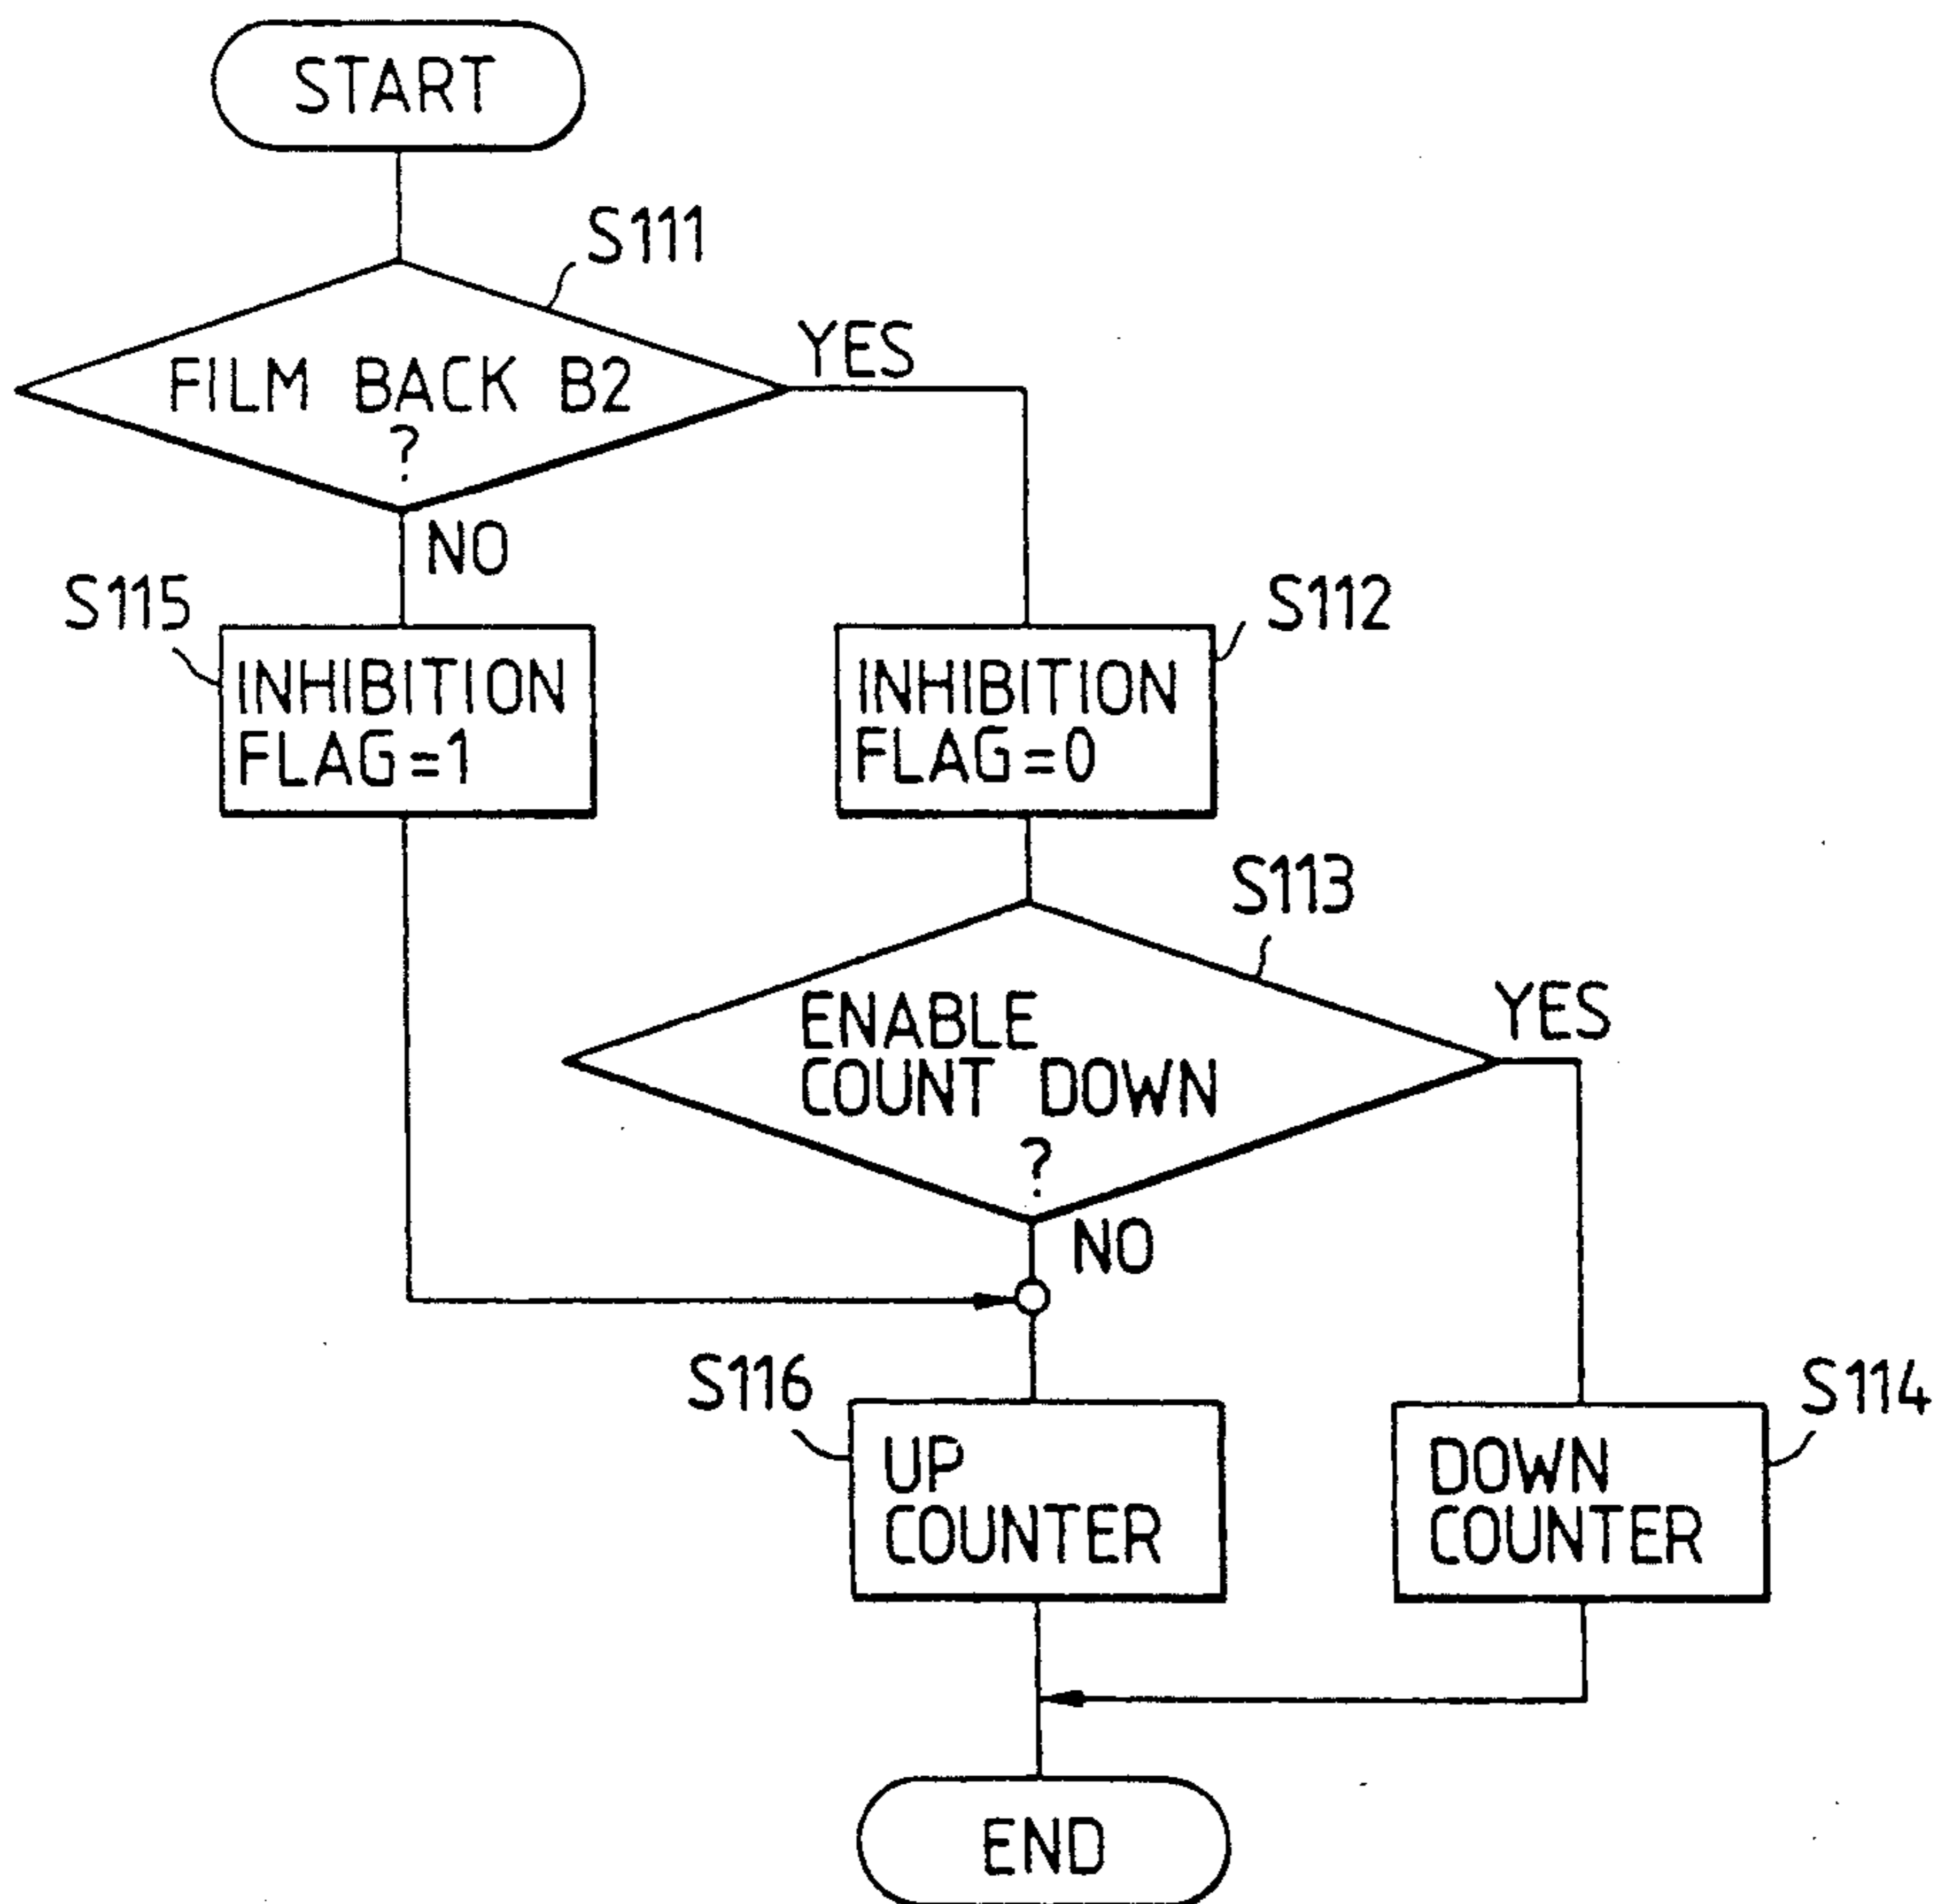 START
S111
FILM BACK B2
?
YES
NO
S115
INHIBITION
FLAG=1
S112
INHIBITION
FLAG=0
S113
ENABLE
COUNT DOWN
?
YES
NO
S116
UP
COUNTER
S114
DOWN
COUNTER
END